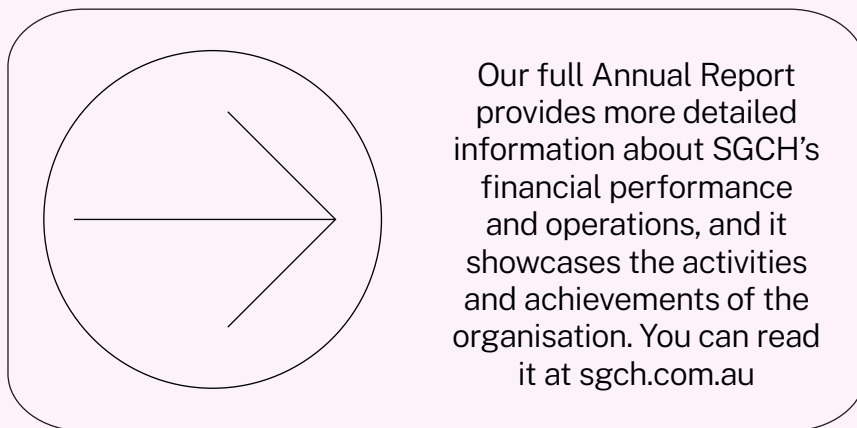 Our full Annual Report
provides more detailed
information about SGCH’s
financial performance
and operations, and it
showcases the activities
and achievements of the
organisation. You can read
it at sgch.com.au